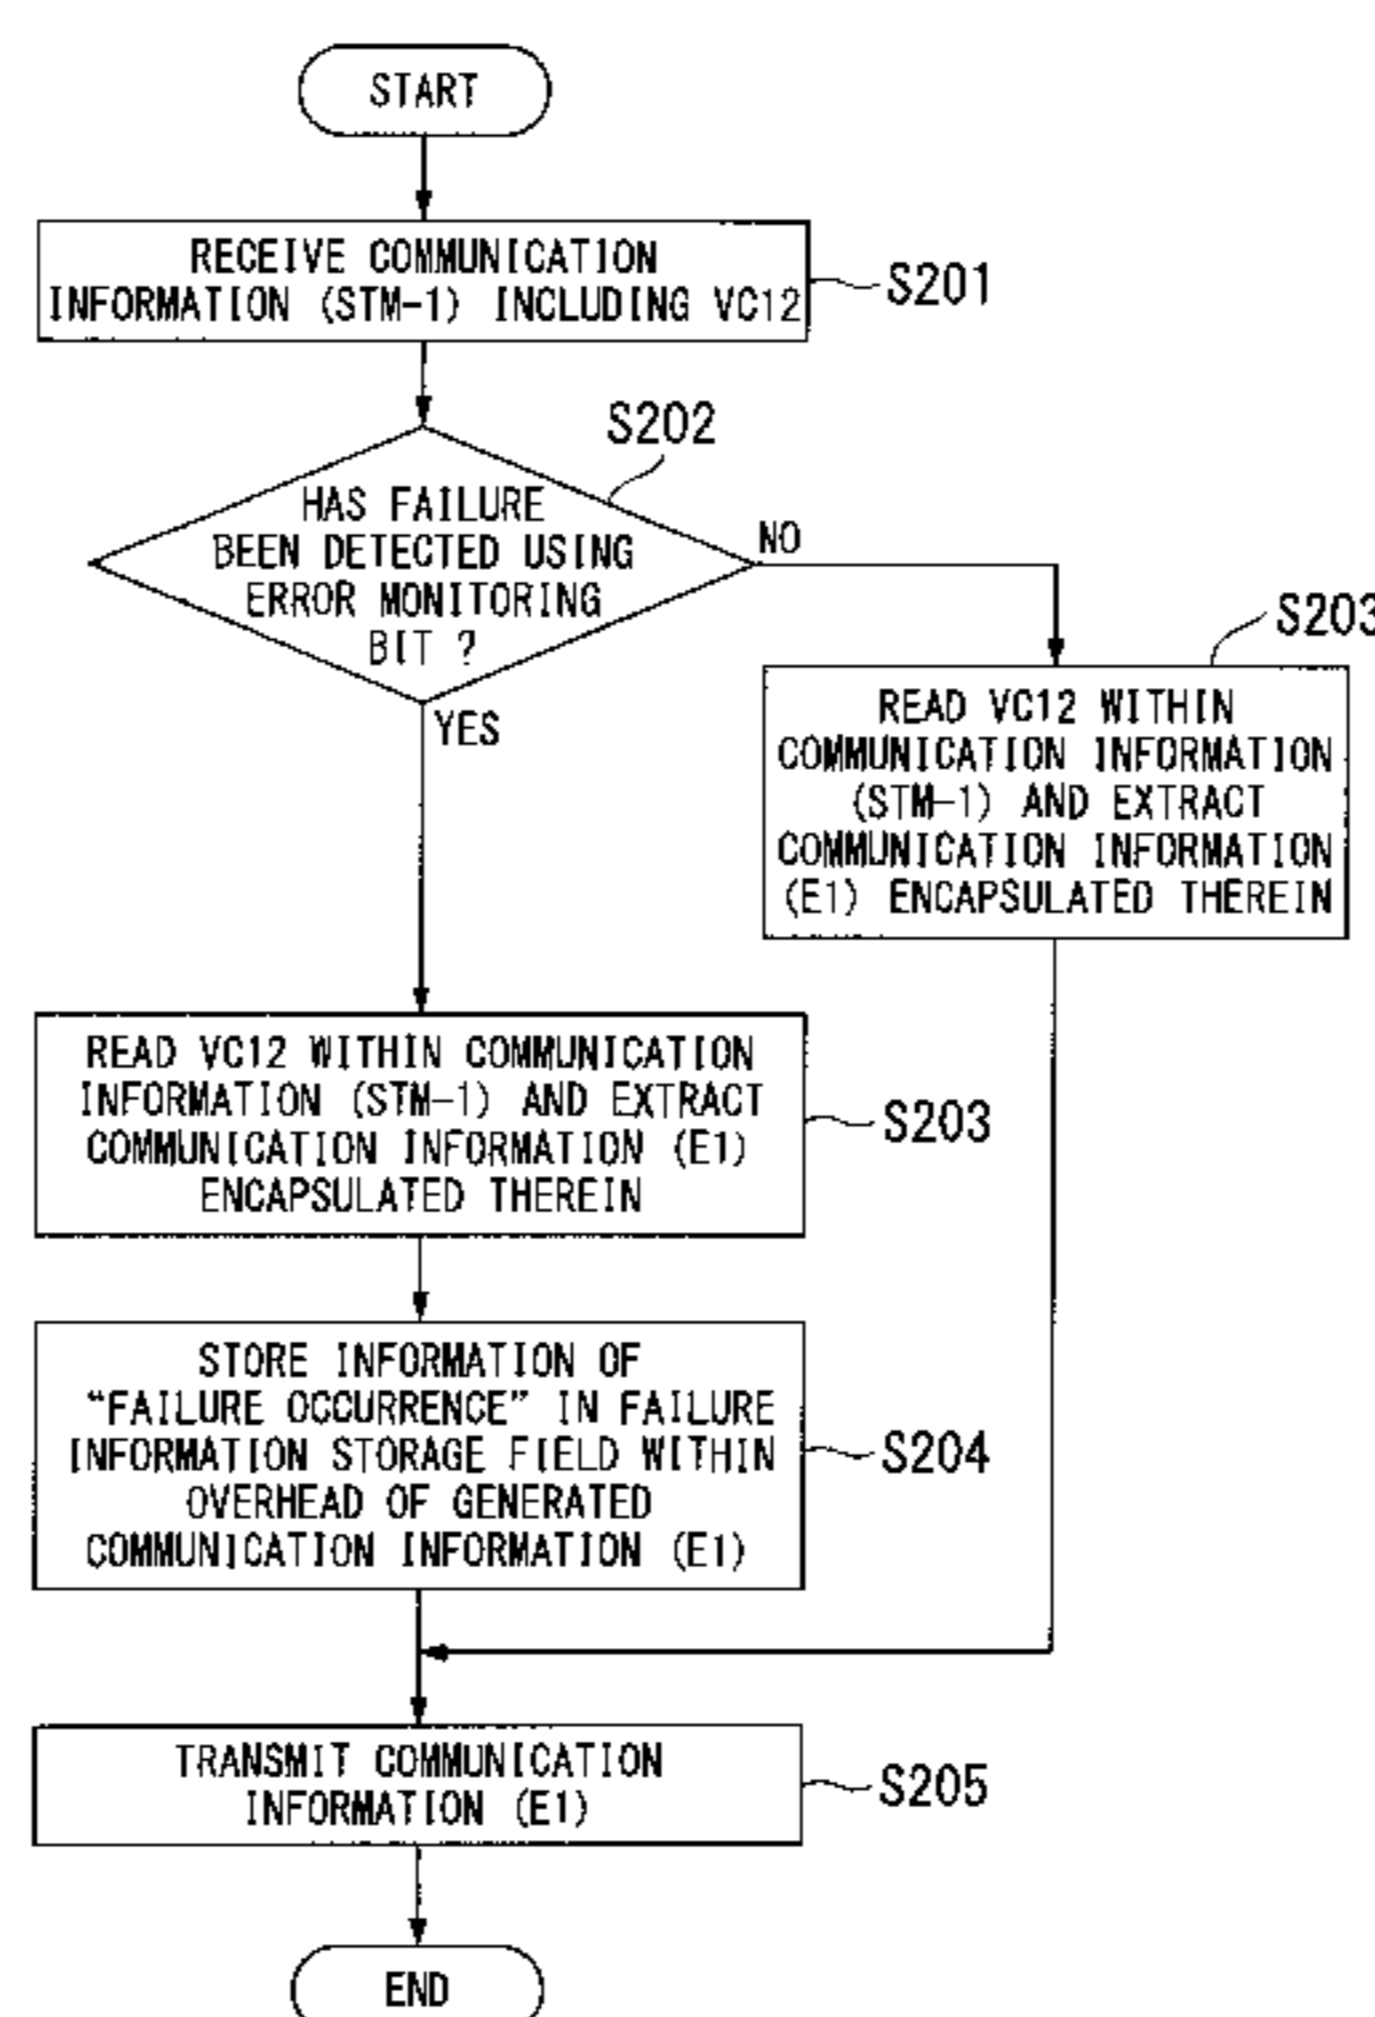 START
RECEIVE COMMUNICATION
INFORMATION (STM-1) INCLUDING VC12
S201
S202
HAS FAILURE
BEEN DETECTED USING
ERROR MONITORING
BIT ?
NO
YES
S203
READ VC12 WITHIN
COMMUNICATION INFORMATION
(STM-1) AND EXTRACT
COMMUNICATION INFORMATION
(E1) ENCAPSULATED THEREIN
READ VC12 WITHIN COMMUNICATION
INFORMATION (STM-1) AND EXTRACT
COMMUNICATION INFORMATION (E1)
ENCAPSULATED THEREIN
S203
STORE INFORMATION OF
“FAILURE OCCURRENCE” IN FAILURE
INFORMATION STORAGE FIELD WITHIN
OVERHEAD OF GENERATED
COMMUNICATION INFORMATION (E1)
S204
TRANSMIT COMMUNICATION
INFORMATION (E1)
S205
END